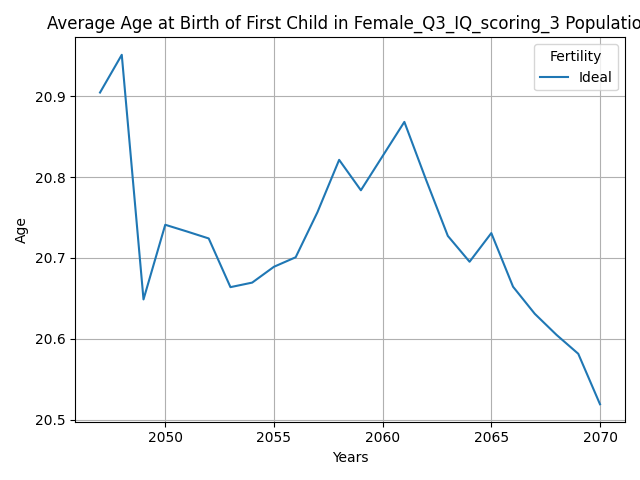 Average Age at Birth of First Child in Female_Q3_IQ_scoring_3 Populatio
Fertility
Ideal
20.9
20.8
20.7
20.6
20.5
Age
2050 2055 2060 2065 2070
Years